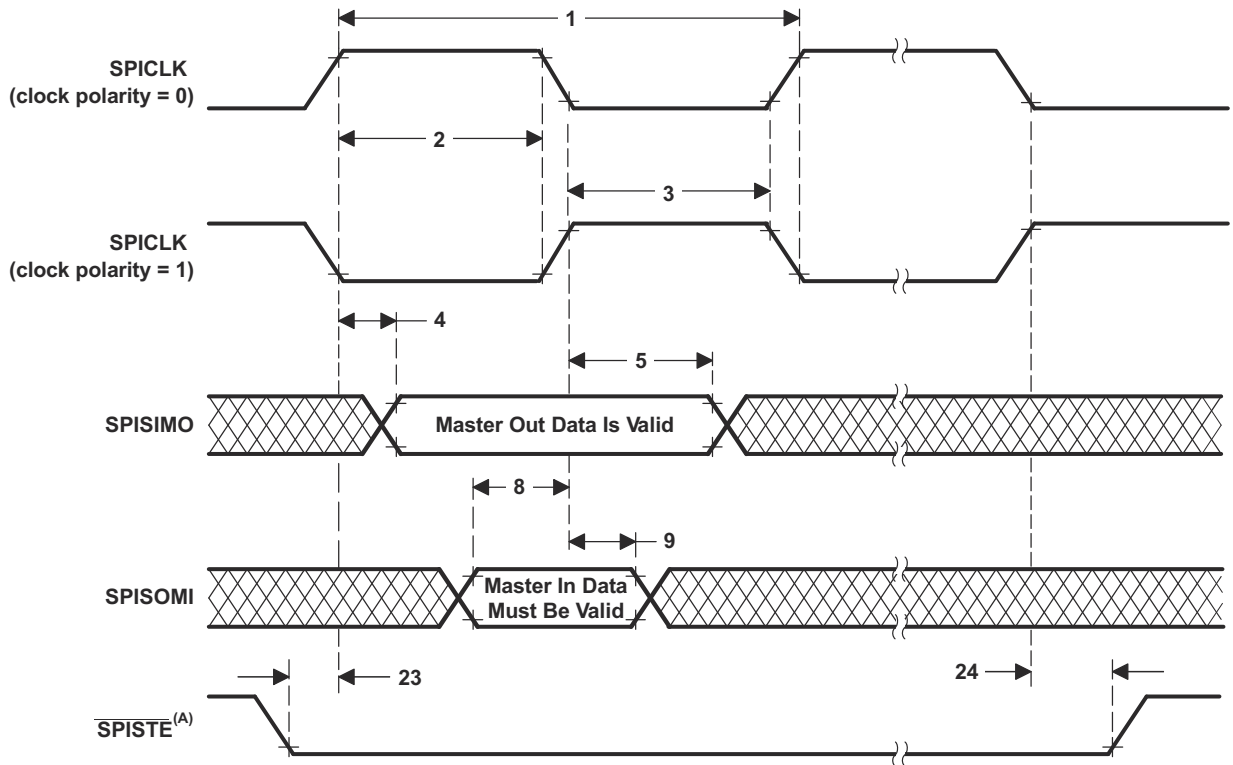 1
SPICLK
(clock polarity = 0)
2
3
SPICLK
(clock polarity = 1)
4
5
SPISIMO
Master Out Data Is Valid
8
9
SPISOMI
Master In Data
Must Be Valid
23
24
SPISTE(A)